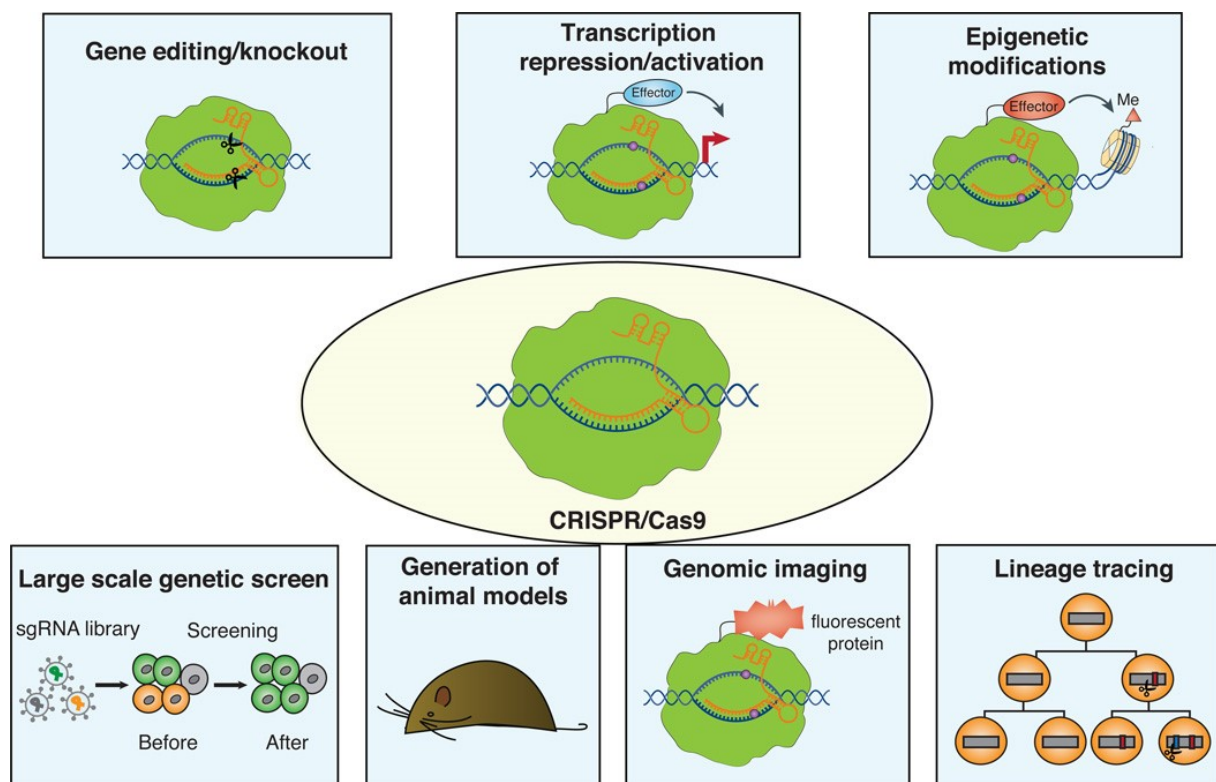 Gene editing/knockout
Transcription
repression/activation
Effector
Epigenetic
modifications
Effector
Me
CRISPR/Cas9
Large scale genetic screen
sgRNA library
Screening
Before
After
Generation of
animal models
Genomic imaging
fluorescent
protein
Lineage tracing